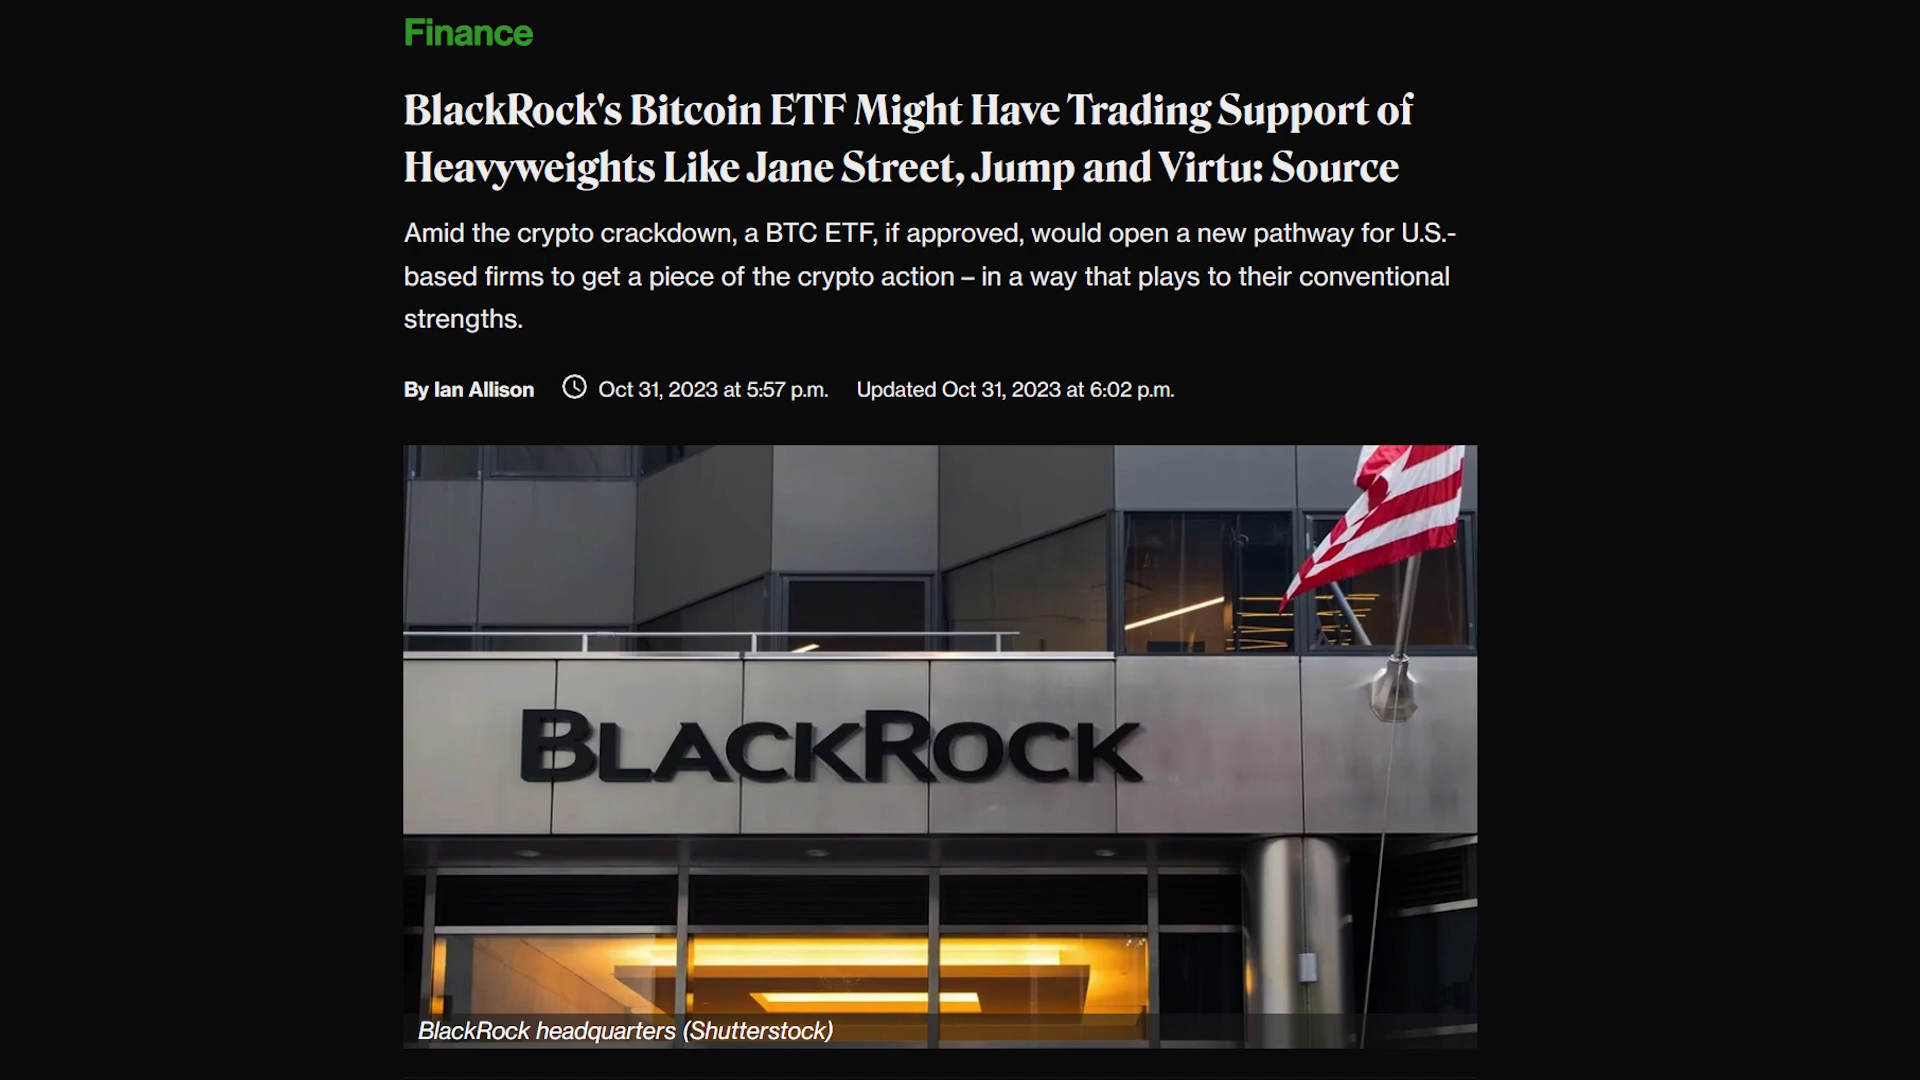 Finance
BlackRock's Bitcoin ETF Might Have Trading Support of
Heavyweights Like Jane Street, Jump and Virtu: Source
Amid the crypto crackdown, a BTC ETF, if approved, would open a new pathway for U.S.-
based firms to get a piece of the crypto action – in a way that plays to their conventional
strengths.
By Ian Allison Oct 31, 2023 at 5:57 p.m. Updated Oct 31, 2023 at 6:02 p.m.
BLACKROCK
BlackRock headquarters (Shutterstock)